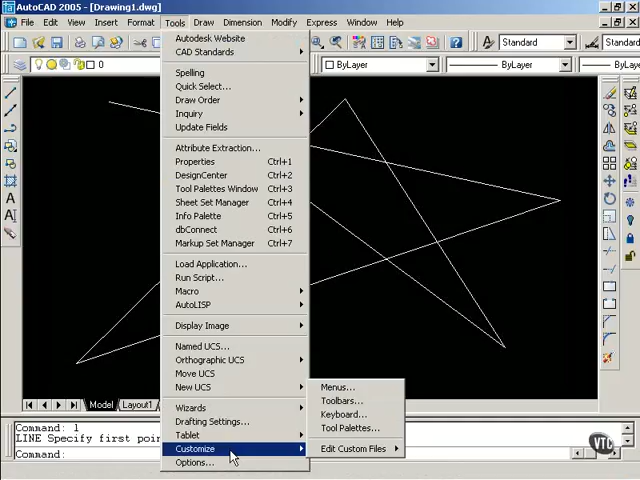 AutoCAD 2005 - [Drawing1.dwg]
File Edit View Insert Format Tools Draw Dimension Modify Express Window Help
Standard
Standard
0
ByLayer
ByLayer
ByLayer
Autodesk Website
CAD Standards
Spelling
Quick Select...
Draw Order
Inquiry
Update Fields
Attribute Extraction...
Properties Ctrl+1
DesignCenter Ctrl+2
Tool Palettes Window Ctrl+3
Sheet Set Manager Ctrl+4
Info Palette Ctrl+5
dbConnect Ctrl+6
Markup Set Manager Ctrl+7
Load Application...
Run Script...
Macro
AutoLISP
Display Image
Named UCS...
Orthographic UCS
Move UCS
New UCS
Wizards
Drafting Settings...
Tablet
Customize
Options...
Menus...
Toolbars...
Keyboard...
Tool Palettes...
Edit Custom Files
Model Layout1
Command: l
LINE Specify first poin
Command:
VTC